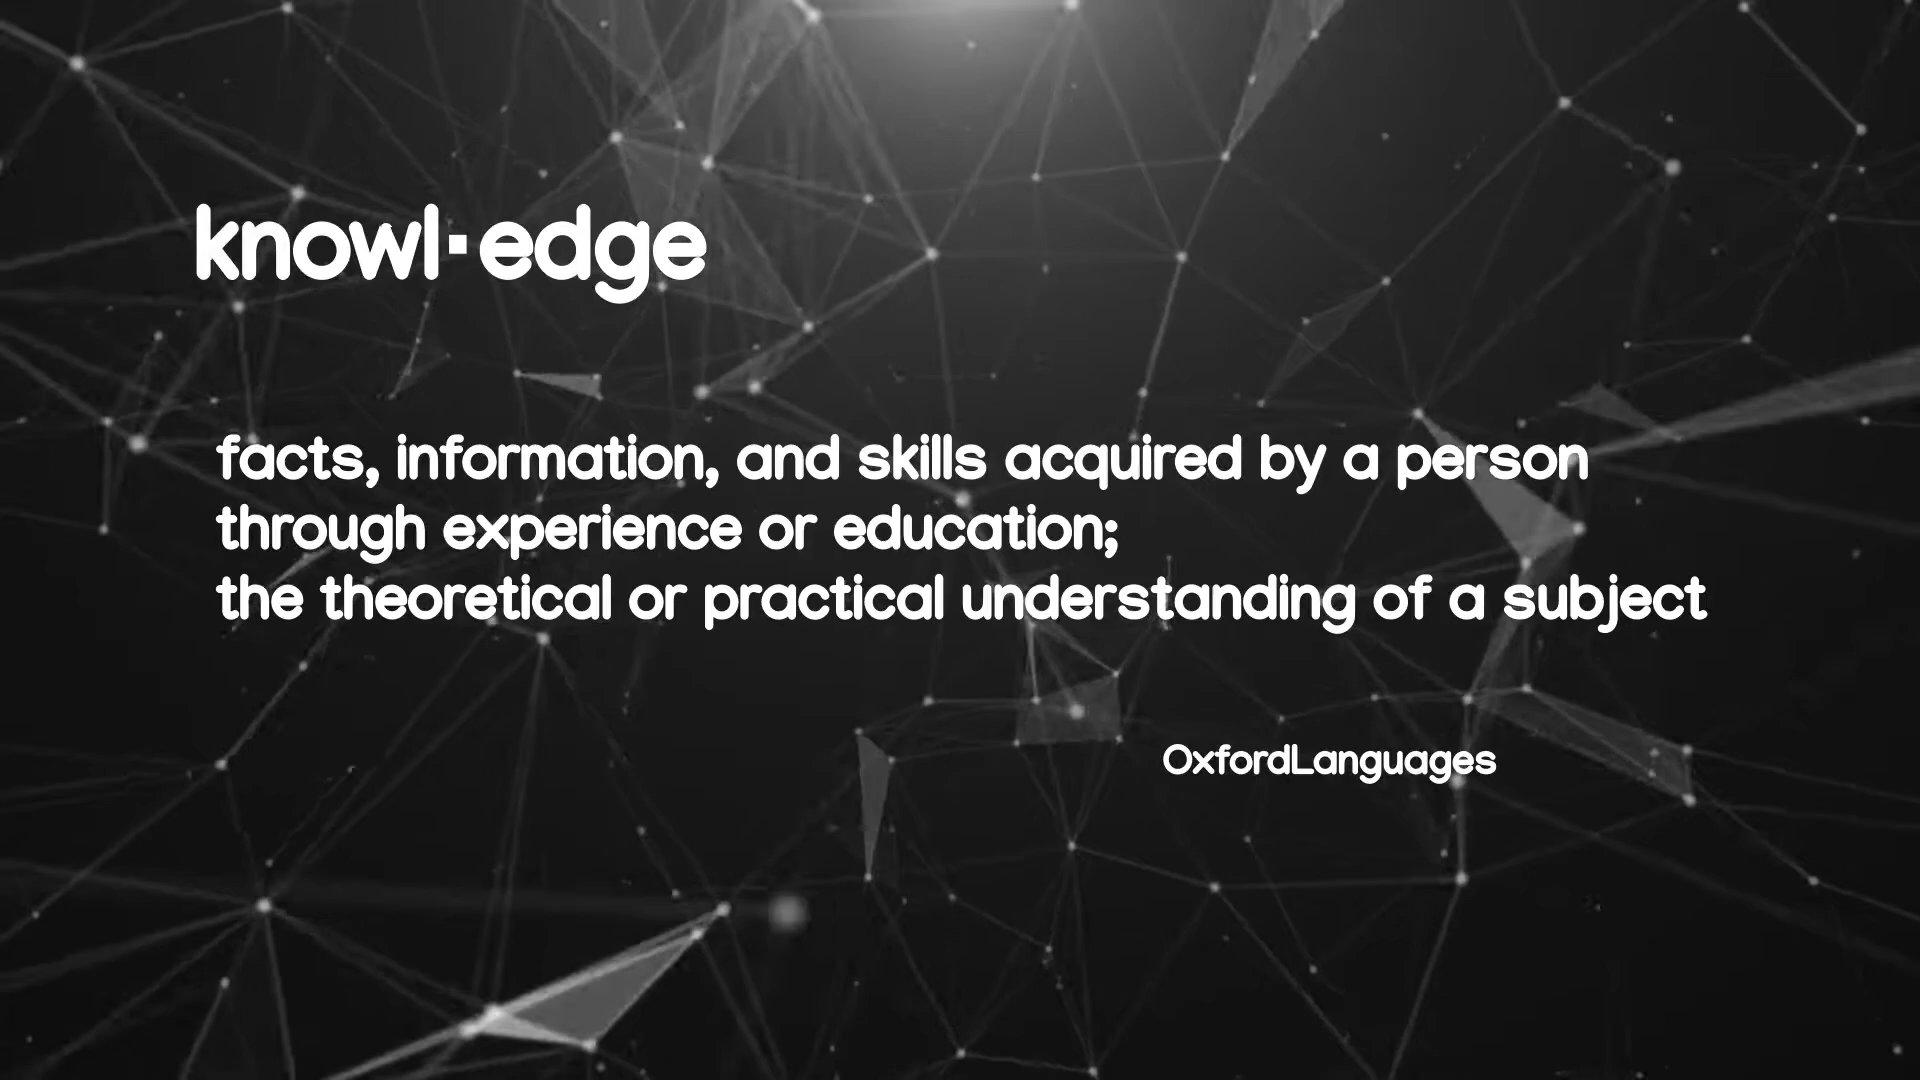 knowl·edge
facts, information, and skills acquired by a person
through experience or education;
the theoretical or practical understanding of a subject
OxfordLanguages